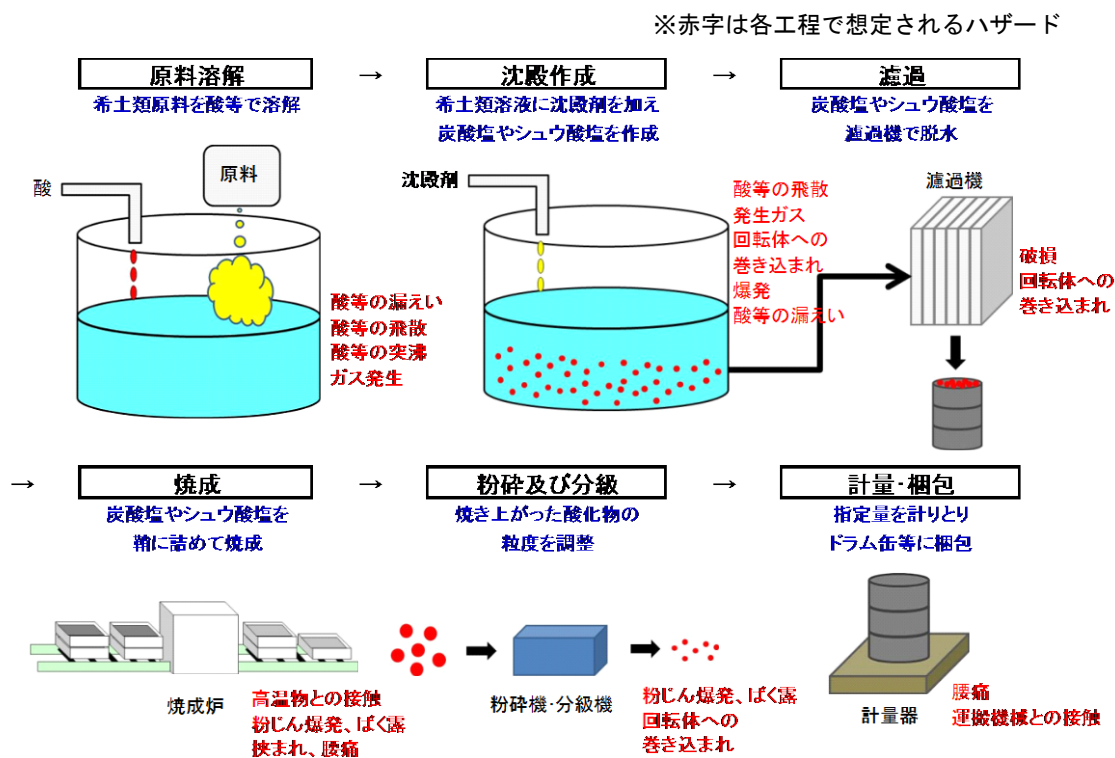 ※赤字は各工程で想定されるハザード
原料溶解
→
沈殿作成
→
濾過
希土類原料を酸等で溶解
希土類溶液に沈殿剤を加え
炭酸塩やシュウ酸塩を作成
炭酸塩やシュウ酸塩を
濾過機で脱水
酸
原料
酸等の漏えい
酸等の飛散
酸等の突沸
ガス発生
沈殿剤
酸等の飛散
発生ガス
回転体への
巻き込まれ
爆発
酸等の漏えい
濾過機
破損
回転体への
巻き込まれ
→
焼成
→
粉砕及び分級
→
計量・梱包
炭酸塩やシュウ酸塩を
鞘に詰めて焼成
焼き上がった酸化物の
粒度を調整
指定量を計りとり
ドラム缶等に梱包
焼成炉
高温物との接触
粉じん爆発、ばく露
挟まれ、腰痛
粉砕機・分級機
粉じん爆発、ばく露
回転体への
巻き込まれ
計量器
腰痛
運搬機械との接触